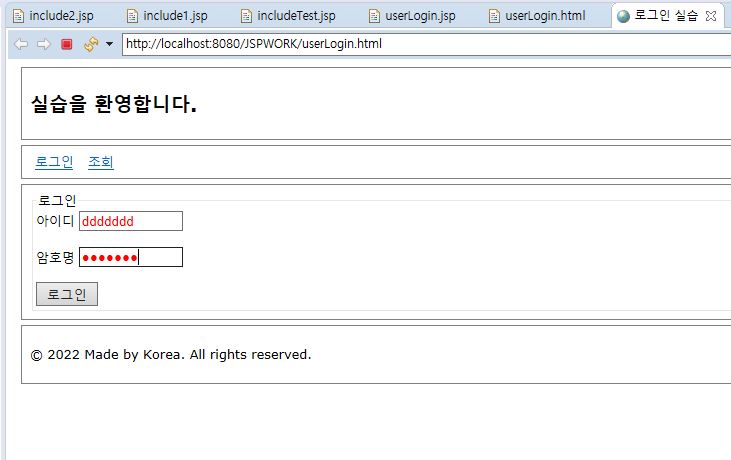 include2.jsp include1.jsp includeTest.jsp userLogin.jsp userLogin.html 로그인 실습
http://localhost:8080/JSPWORK/userLogin.html
실습을 환영합니다.
로그인 조회
로그인
아이디 ddddddd
암호명 ●●●●●●●
로그인
© 2022 Made by Korea. All rights reserved.